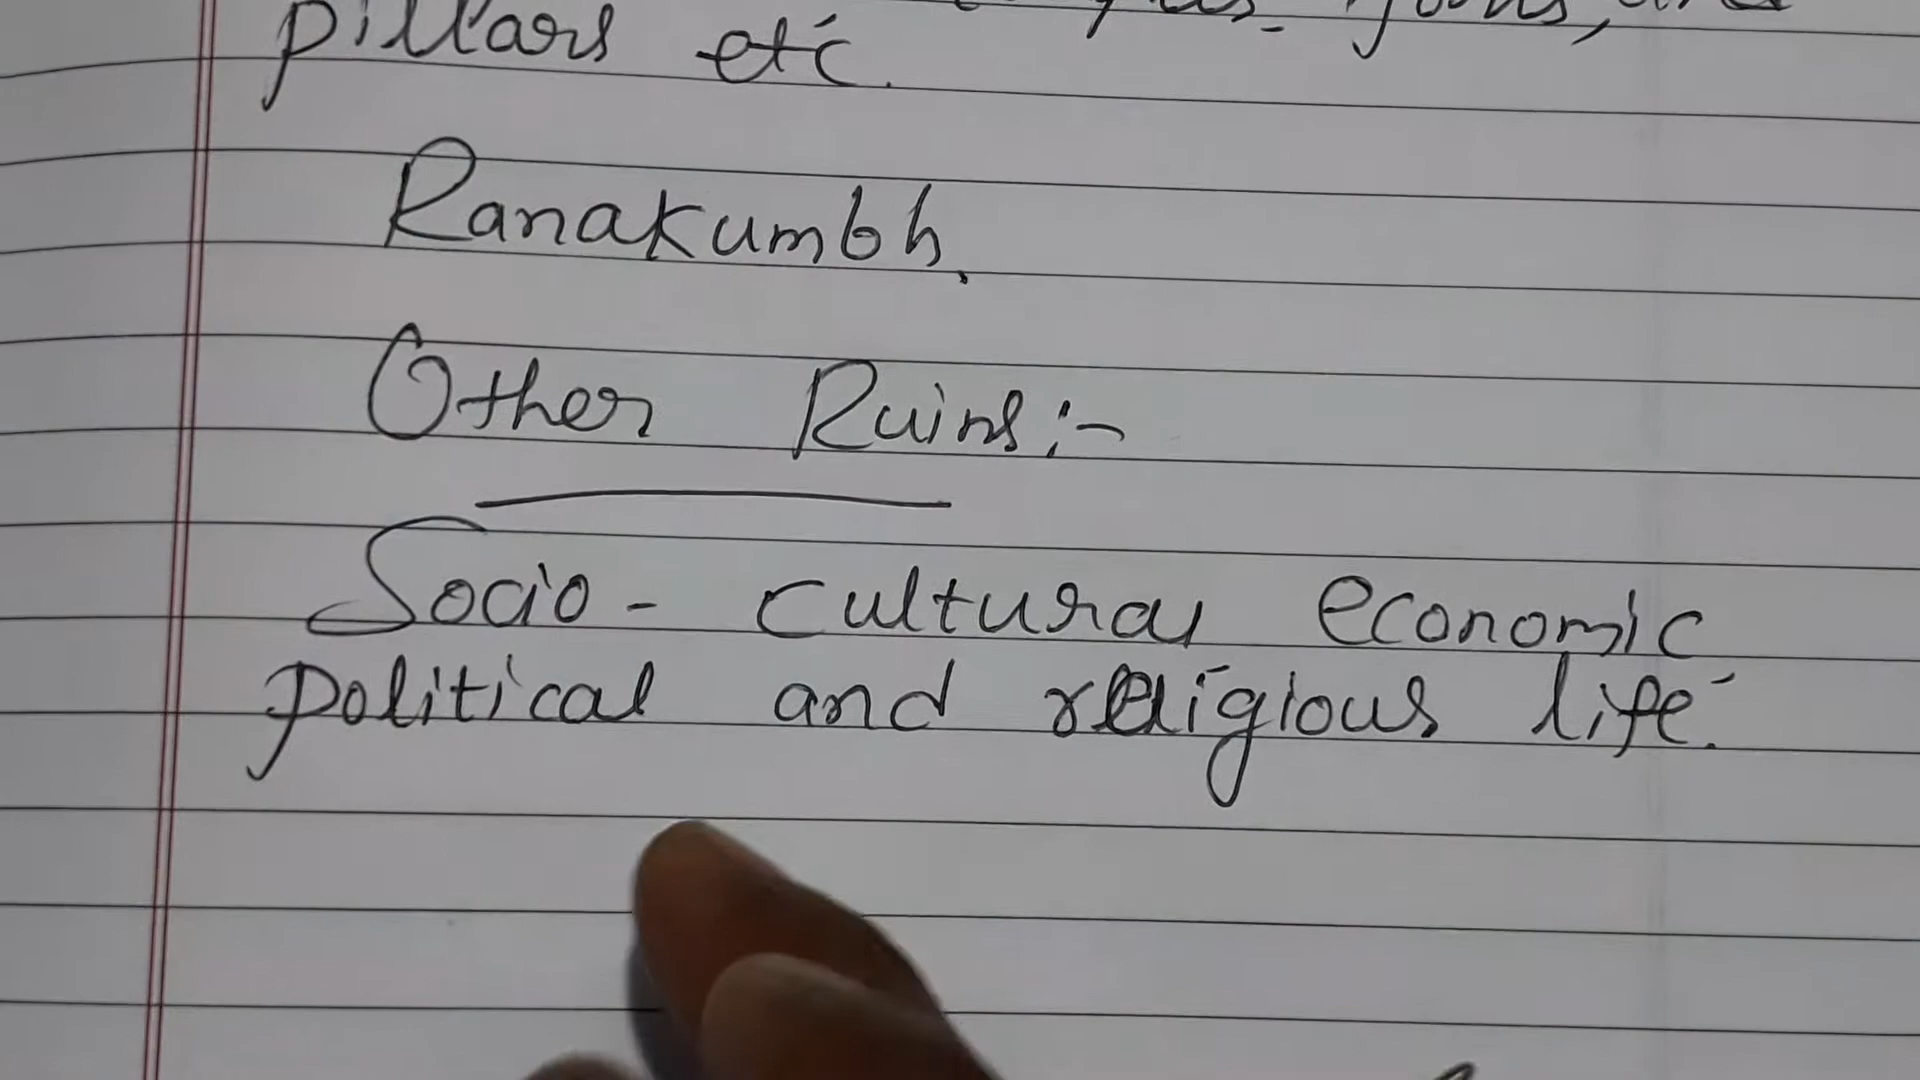 pillars etc.
Ranakumbh.
Other Ruins:-
Socio - cultural economic
political and religious life.